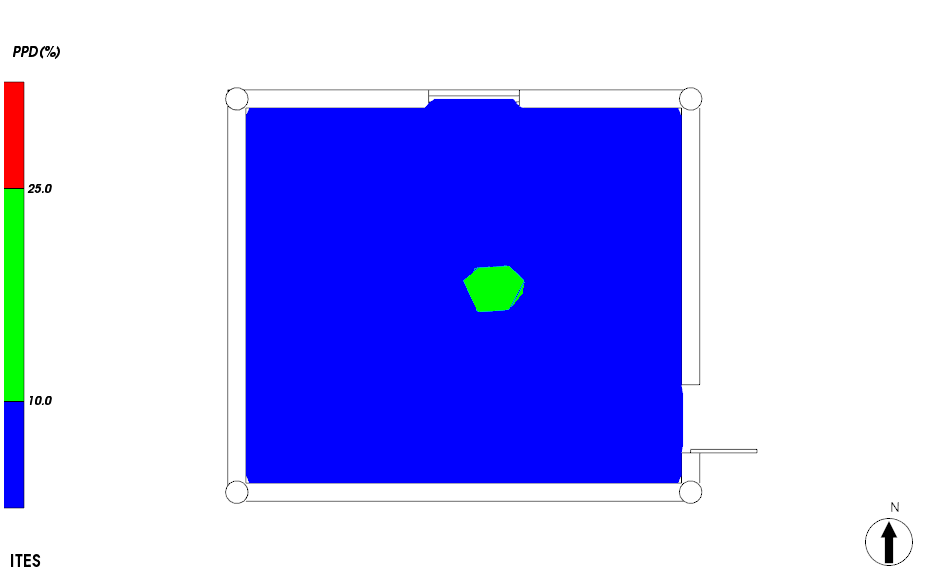 PPD(%)
25.0
10.0
N
ITES